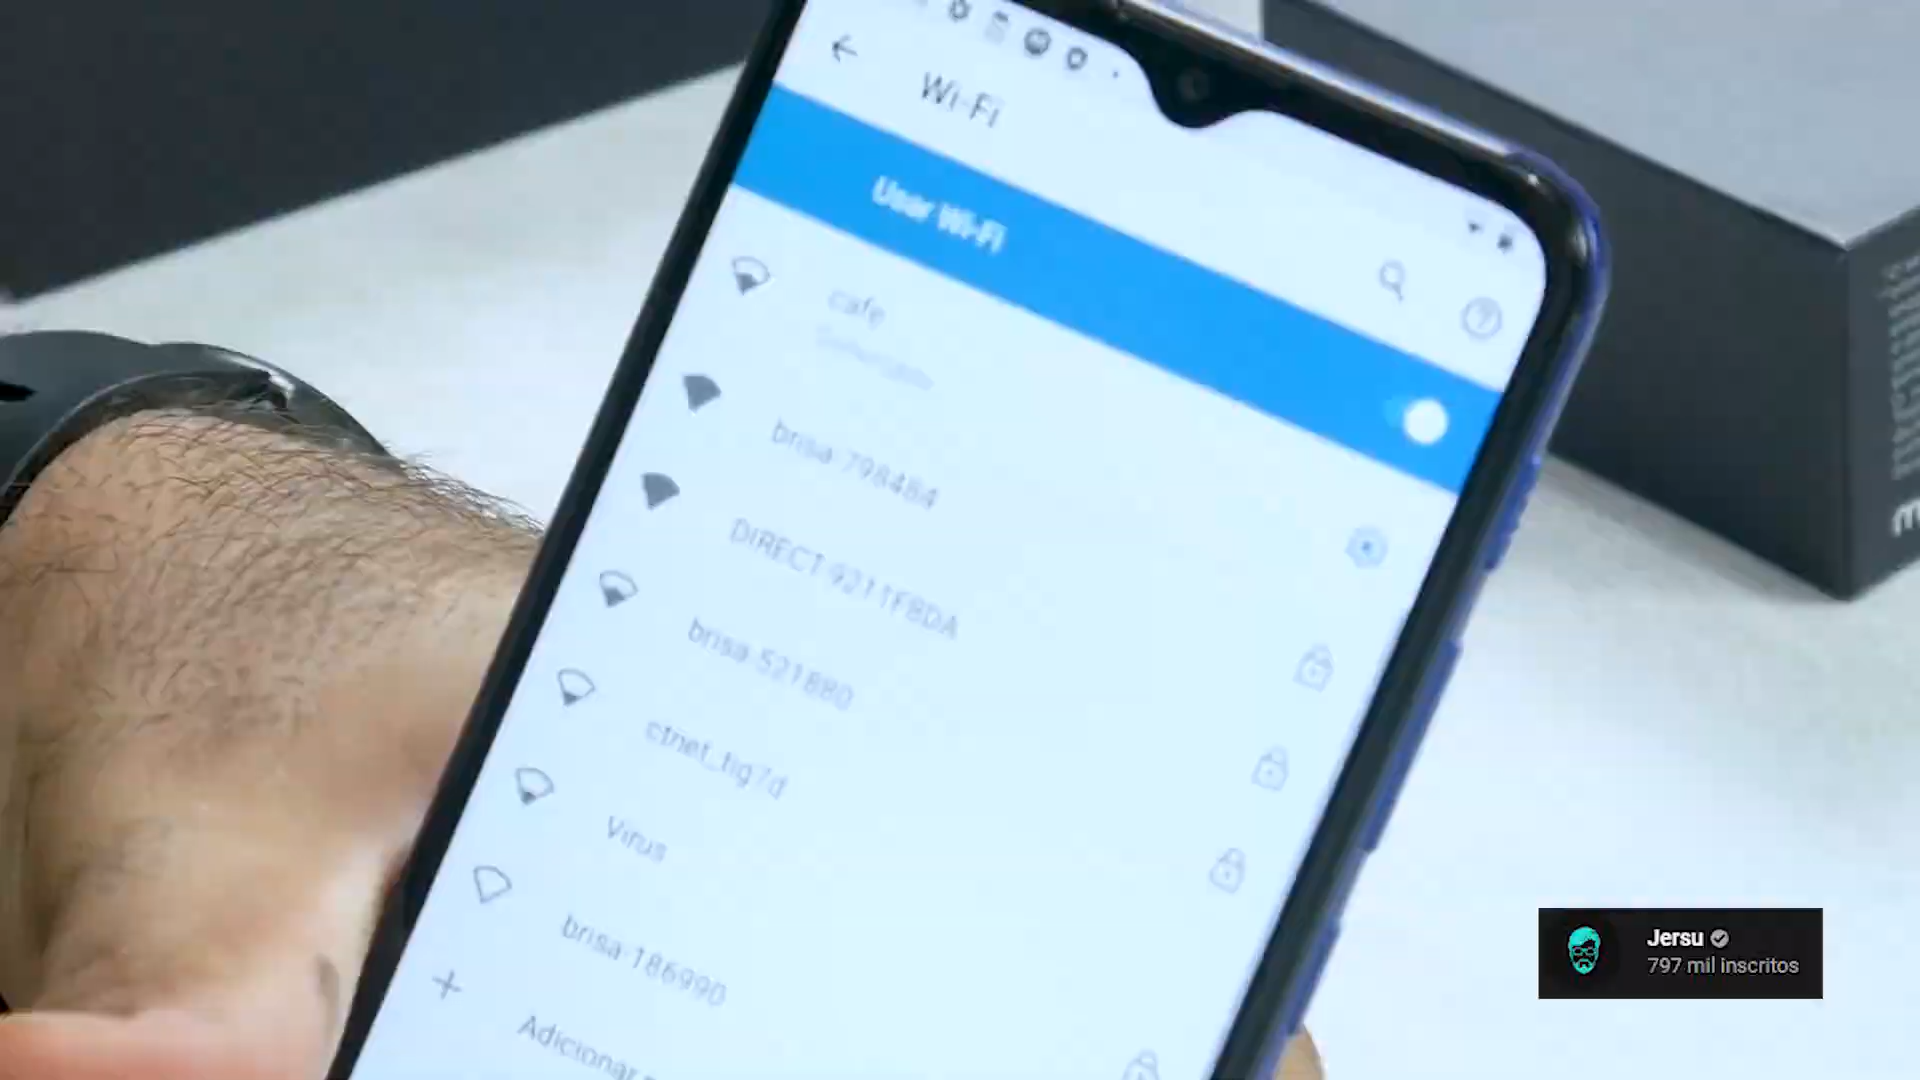 Wi-Fi
Usar Wi-Fi
cafe
Conectado
brisa-798484
DIRECT-9211F8DA
brisa-521880
ctnet_tig7d
Virus
brisa-186990
Adicionar
Jersu
797 mil inscritos